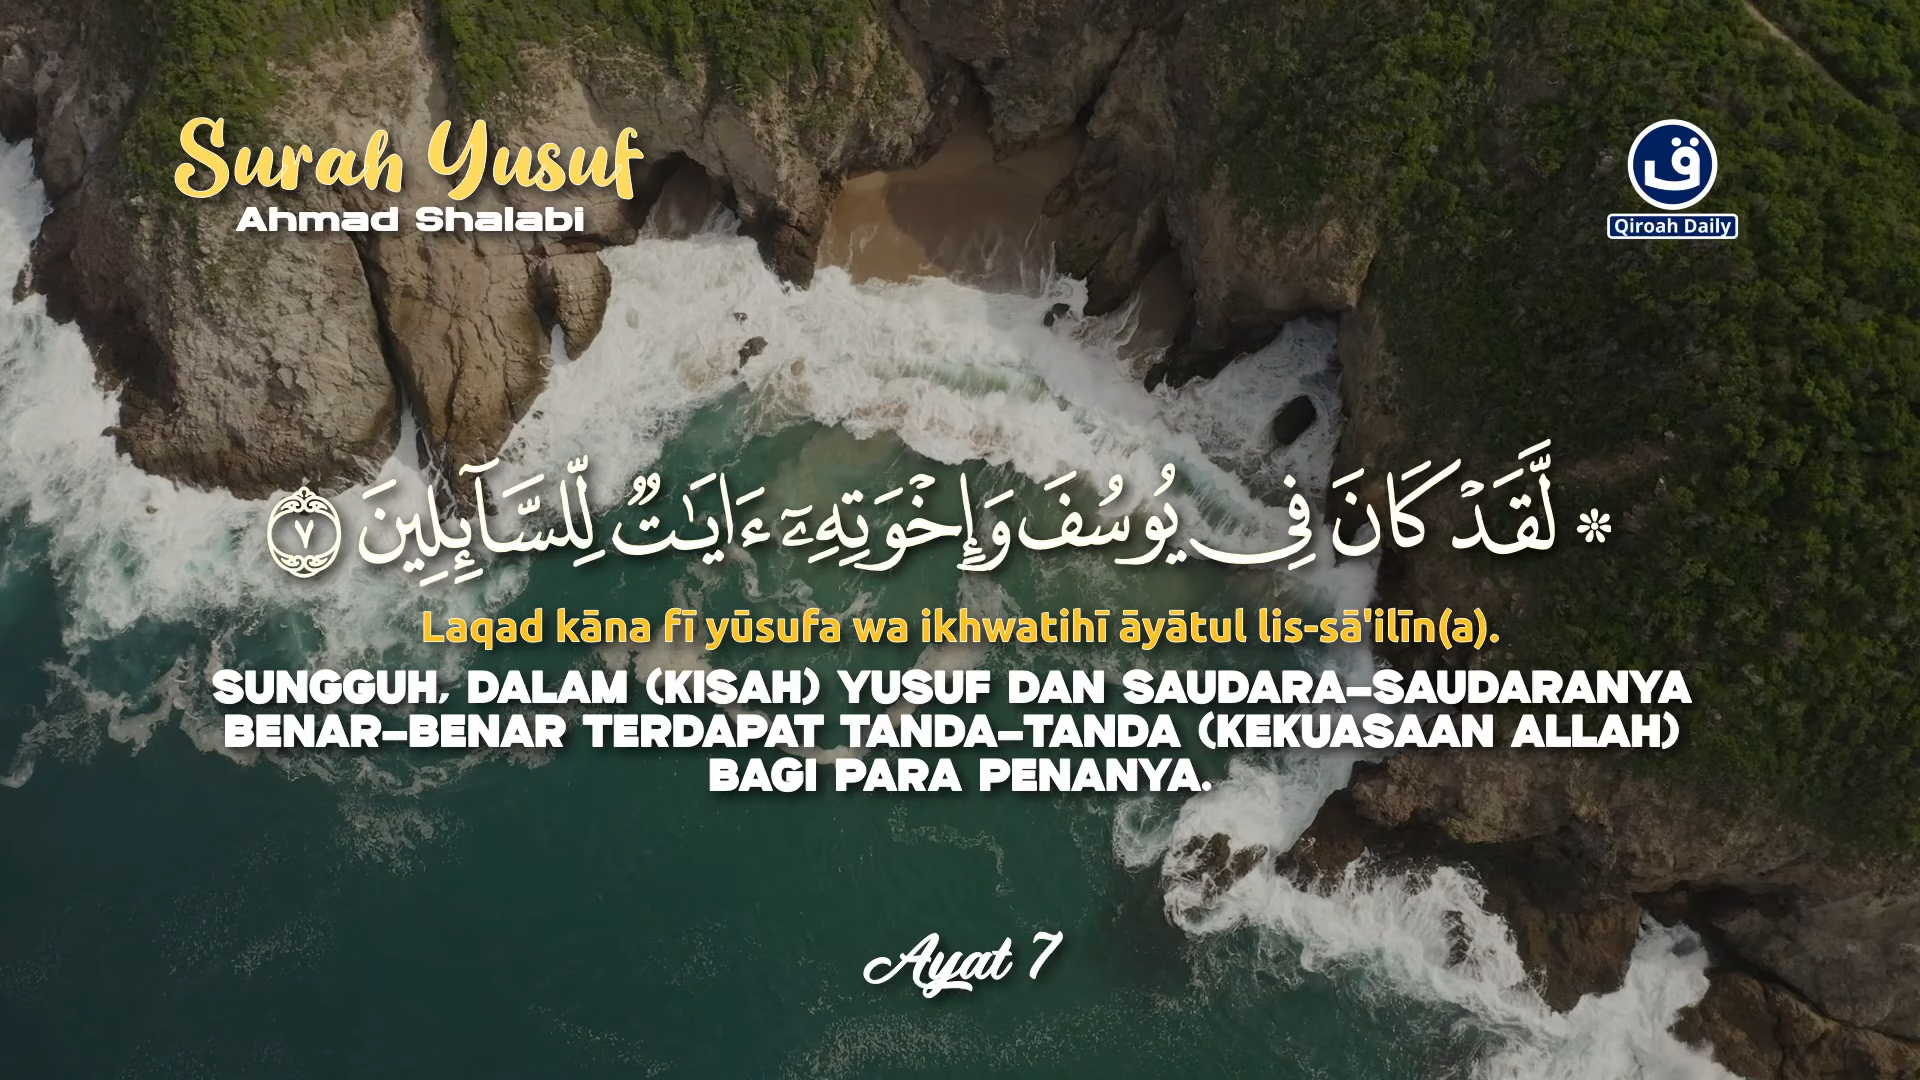 Surah Yusuf
Ahmad Shalabi
ق
Qiroah Daily
۞ لَّقَدْ كَانَ فِى يُوسُفَ وَإِخْوَتِهِۦٓ ءَايَـٰتٌ لِّلسَّآئِلِينَ ٧
Laqad kāna fī yūsufa wa ikhwatihī āyātul lis-sā'ilīn(a).
SUNGGUH, DALAM (KISAH) YUSUF DAN SAUDARA-SAUDARANYA
BENAR-BENAR TERDAPAT TANDA-TANDA (KEKUASAAN ALLAH)
BAGI PARA PENANYA.
Ayat 7